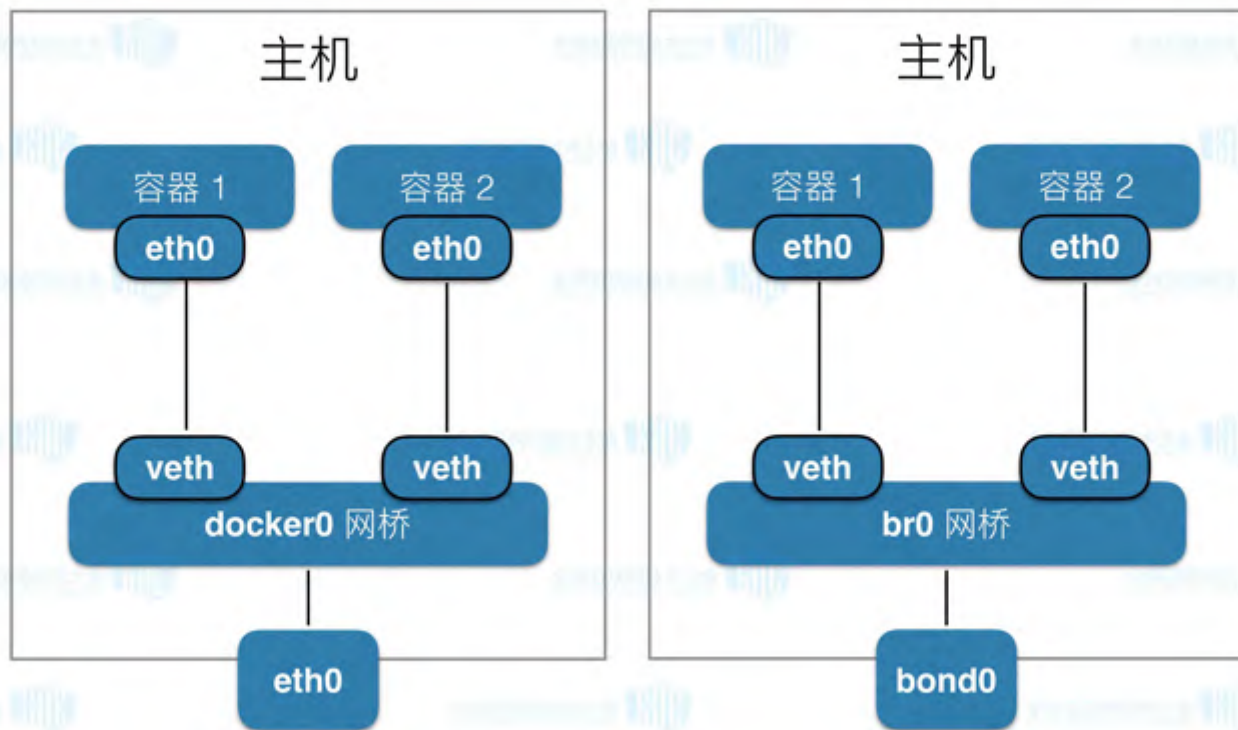 主机
容器 1
容器 2
eth0
eth0
veth
veth
docker0 网桥
eth0
主机
容器 1
容器 2
eth0
eth0
veth
veth
br0 网桥
bond0